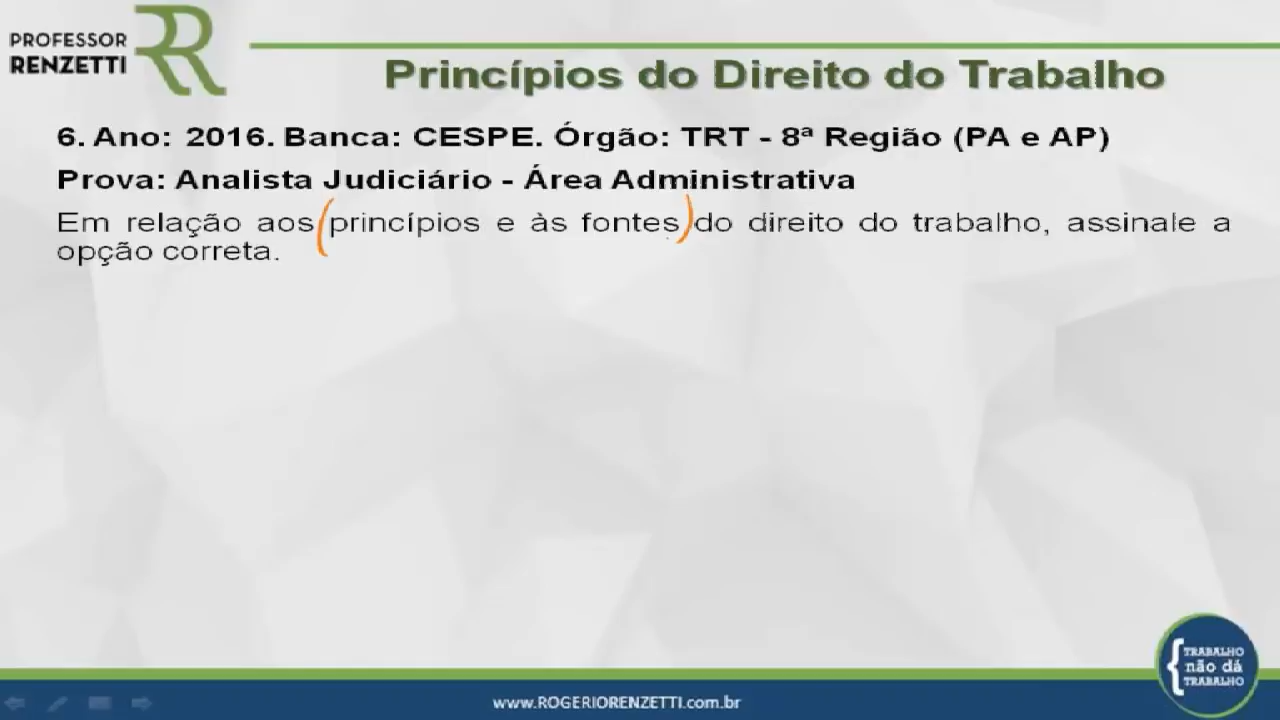 PROFESSOR
RENZETTI
RR
Princípios do Direito do Trabalho
6. Ano: 2016. Banca: CESPE. Órgão: TRT - 8ª Região (PA e AP)
Prova: Analista Judiciário - Área Administrativa
Em relação aos (princípios e às fontes) do direito do trabalho, assinale a
opção correta.
{ TRABALHO
não dá
TRABALHO
www.ROGERIORENZETTI.com.br